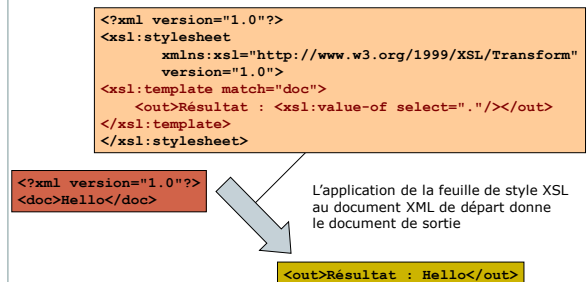 <?xml version="1.0"?>
<xsl:stylesheet
xmlns:xsl="http://www.w3.org/1999/XSL/Transform"
version="1.0">
<xsl:template match="doc">
<out>Résultat : <xsl:value-of select="."/></out>
</xsl:template>
</xsl:stylesheet>
<?xml version="1.0"?>
<doc>Hello</doc>
L'application de la feuille de style XSL
au document XML de départ donne
le document de sortie
<out>Résultat : Hello</out>